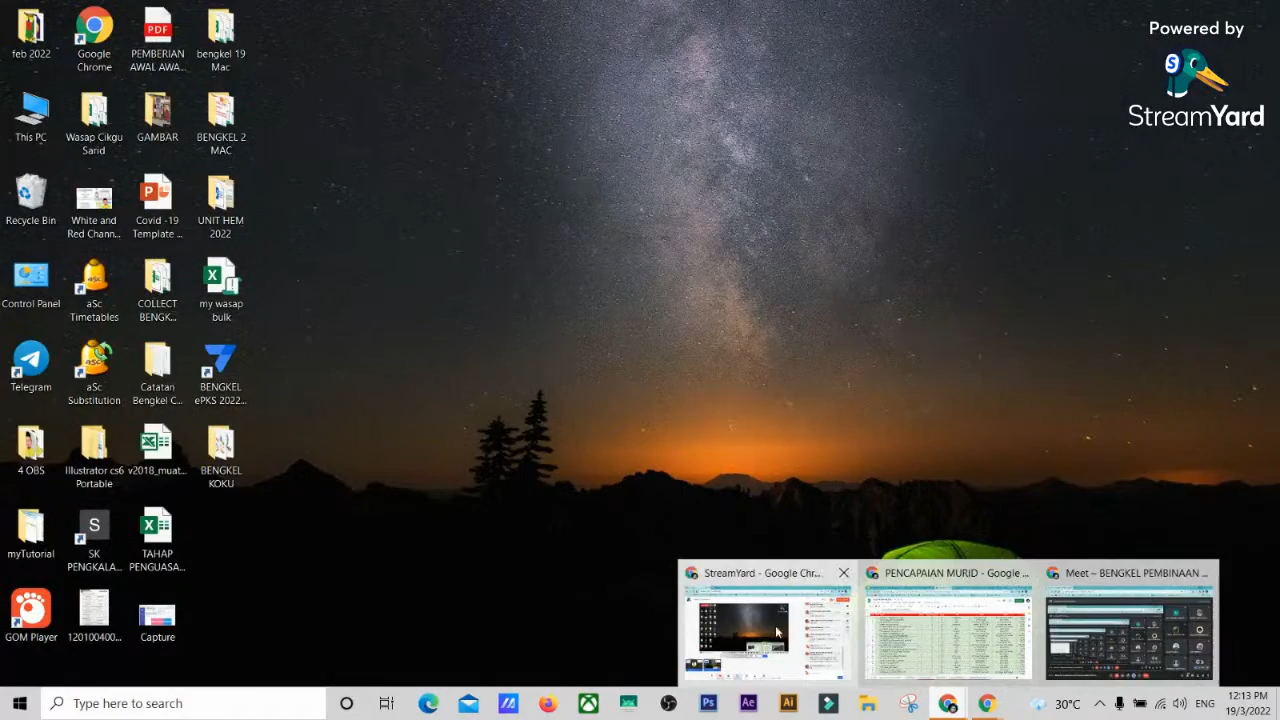 feb 2022
Google
Chrome
PDF
PEMBERIAN
AWAL AWA...
bengkel 19
Mac
Powered by
StreamYard
This PC
Wasap Cikgu
Sarid
GAMBAR
BENGKEL 2
MAC
Recycle Bin
White and
Red Chann...
Covid -19
Template ...
UNIT HEM
2022
Control Panel
aSc
Timetables
COLLECT
BENGK...
my wasap
bulk
Telegram
aSc
Substitution
Catatan
Bengkel C...
BENGKEL
ePKS 2022...
4 OBS
Illustrator cs6
Portable
v2018_muat...
BENGKEL
KOKU
myTutorial
S
SK
PENGKALA...
TAHAP
PENGUASA...
GOM Player
Capture
StreamYard - Google Chr...
PENCAPAIAN MURID - Google ...
Meet – BENGKEL PEMBINAAN ...
Type here to search
Ps
Ae
Ai
30°C
ENG
12:13 PM